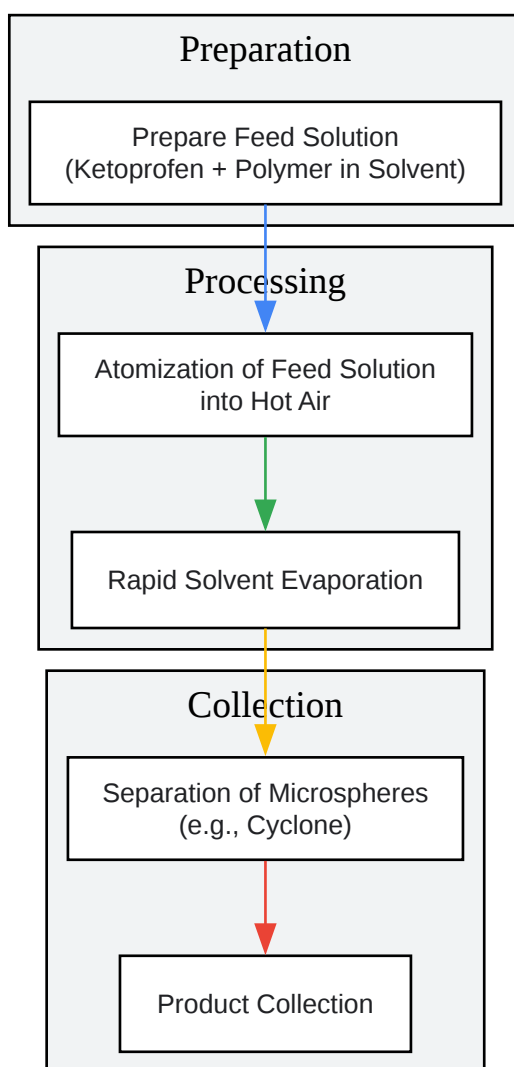 Preparation
Prepare Feed Solution
(Ketoprofen + Polymer in Solvent)
Processing
Atomization of Feed Solution
into Hot Air
Rapid Solvent Evaporation
Collection
Separation of Microspheres
(e.g., Cyclone)
Product Collection